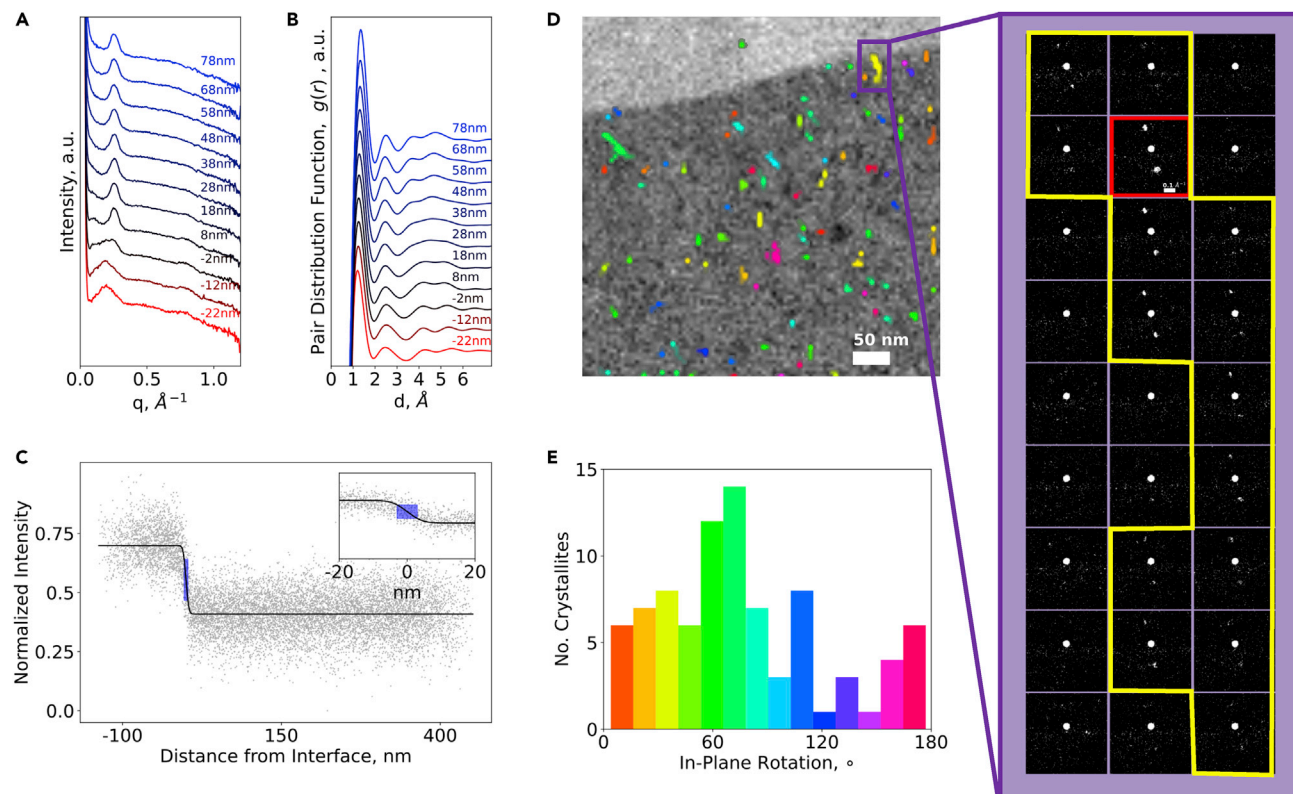 A
Intensity, a.u.
78nm
68nm
58nm
48nm
38nm
28nm
18nm
8nm
-2nm
-12nm
-22nm
0.0 0.5 1.0
q, Å⁻¹
B
Pair Distribution Function, g(r) , a.u.
78nm
68nm
58nm
48nm
38nm
28nm
18nm
8nm
-2nm
-12nm
-22nm
0 1 2 3 4 5 6
d, Å
D
50 nm
0.1 Å⁻¹
C
Normalized Intensity
0.75
0.50
0.25
0.0
-100 150 400
Distance from Interface, nm
-20 0 20
nm
E
No. Crystallites
15
10
5
0
0 60 120 180
In-Plane Rotation, °